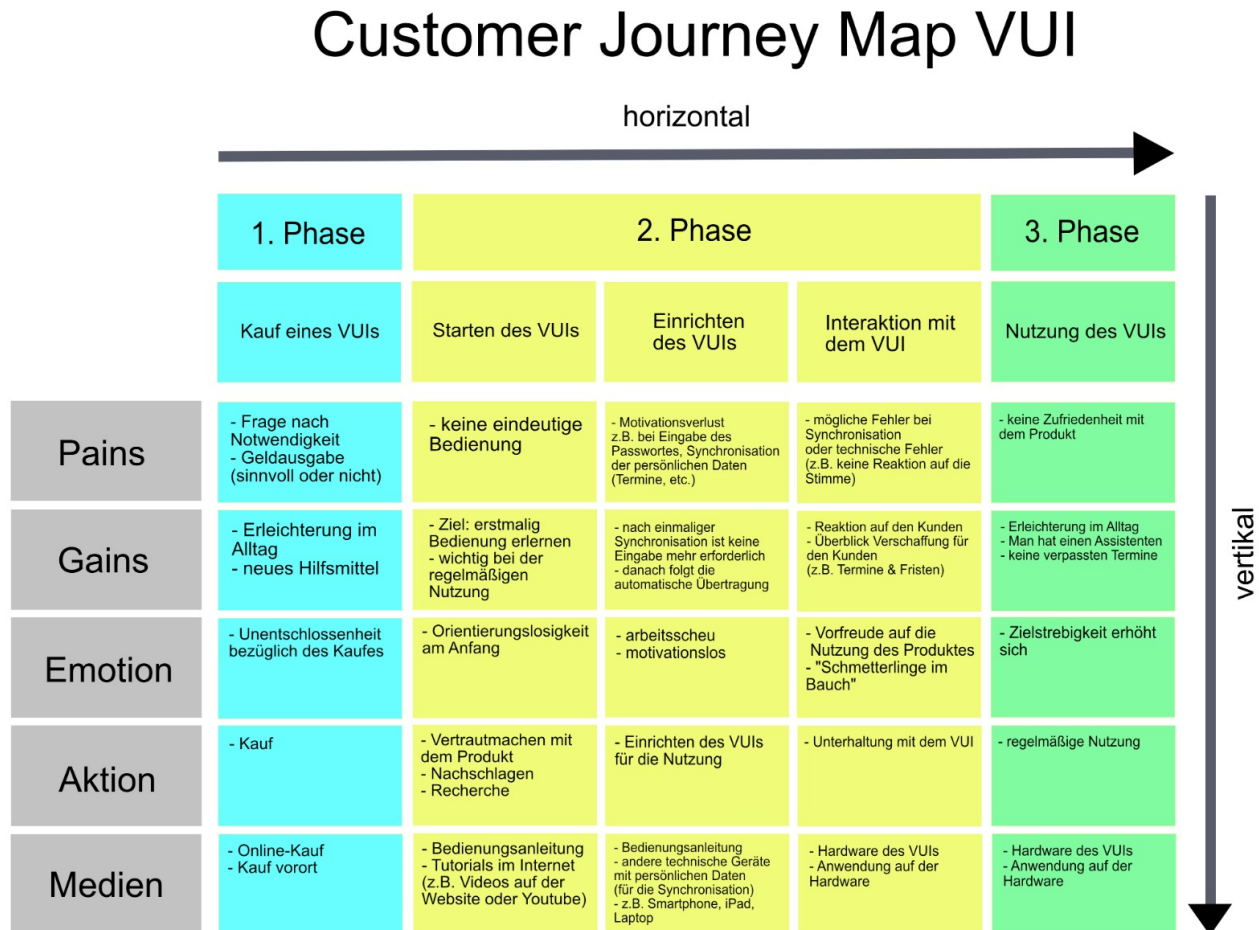 Customer Journey Map VUI
horizontal
vertikal
1. Phase
2. Phase
3. Phase
Kauf eines VUIs
Starten des VUIs
Einrichten
des VUIs
Interaktion mit
dem VUI
Nutzung des VUIs
Pains
- Frage nach
Notwendigkeit
- Geldausgabe
(sinnvoll oder nicht)
- keine eindeutige
Bedienung
- Motivationsverlust
z.B. bei Eingabe des
Passwortes, Synchronisation
der persönlichen Daten
(Termine, etc.)
- mögliche Fehler bei
Synchronisation
oder technische Fehler
(z.B. keine Reaktion auf die
Stimme)
- keine Zufriedenheit mit
dem Produkt
Gains
- Erleichterung im
Alltag
- neues Hilfsmittel
- Ziel: erstmalig
Bedienung erlernen
- wichtig bei der
regelmäßigen
Nutzung
- nach einmaliger
Synchronisation ist keine
Eingabe mehr erforderlich
- danach folgt die
automatische Übertragung
- Reaktion auf den Kunden
- Überblick Verschaffung für
den Kunden
(z.B. Termine & Fristen)
- Erleichterung im Alltag
- Man hat einen Assistenten
- keine verpassten Termine
Emotion
- Unentschlossenheit
bezüglich des Kaufes
- Orientierungslosigkeit
am Anfang
- arbeitsscheu
- motivationslos
- Vorfreude auf die
Nutzung des Produktes
- "Schmetterlinge im
Bauch"
- Zielstrebigkeit erhöht
sich
Aktion
- Kauf
- Vertrautmachen mit
dem Produkt
- Nachschlagen
- Recherche
- Einrichten des VUIs
für die Nutzung
- Unterhaltung mit dem VUI
- regelmäßige Nutzung
Medien
- Online-Kauf
- Kauf vorort
- Bedienungsanleitung
- Tutorials im Internet
(z.B. Videos auf der
Website oder Youtube)
- Bedienungsanleitung
- andere technische Geräte
mit persönlichen Daten
(für die Synchronisation)
- z.B. Smartphone, iPad,
Laptop
- Hardware des VUIs
- Anwendung auf der
Hardware
- Hardware des VUIs
- Anwendung auf der
Hardware